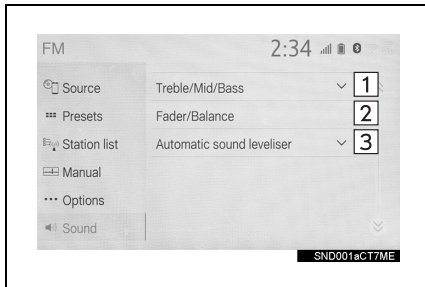 FM
2:34
Source
Treble/Mid/Bass
1
Presets
Fader/Balance
2
Station list
Automatic sound leveliser
3
Manual
Options
Sound
SND001aCT7ME